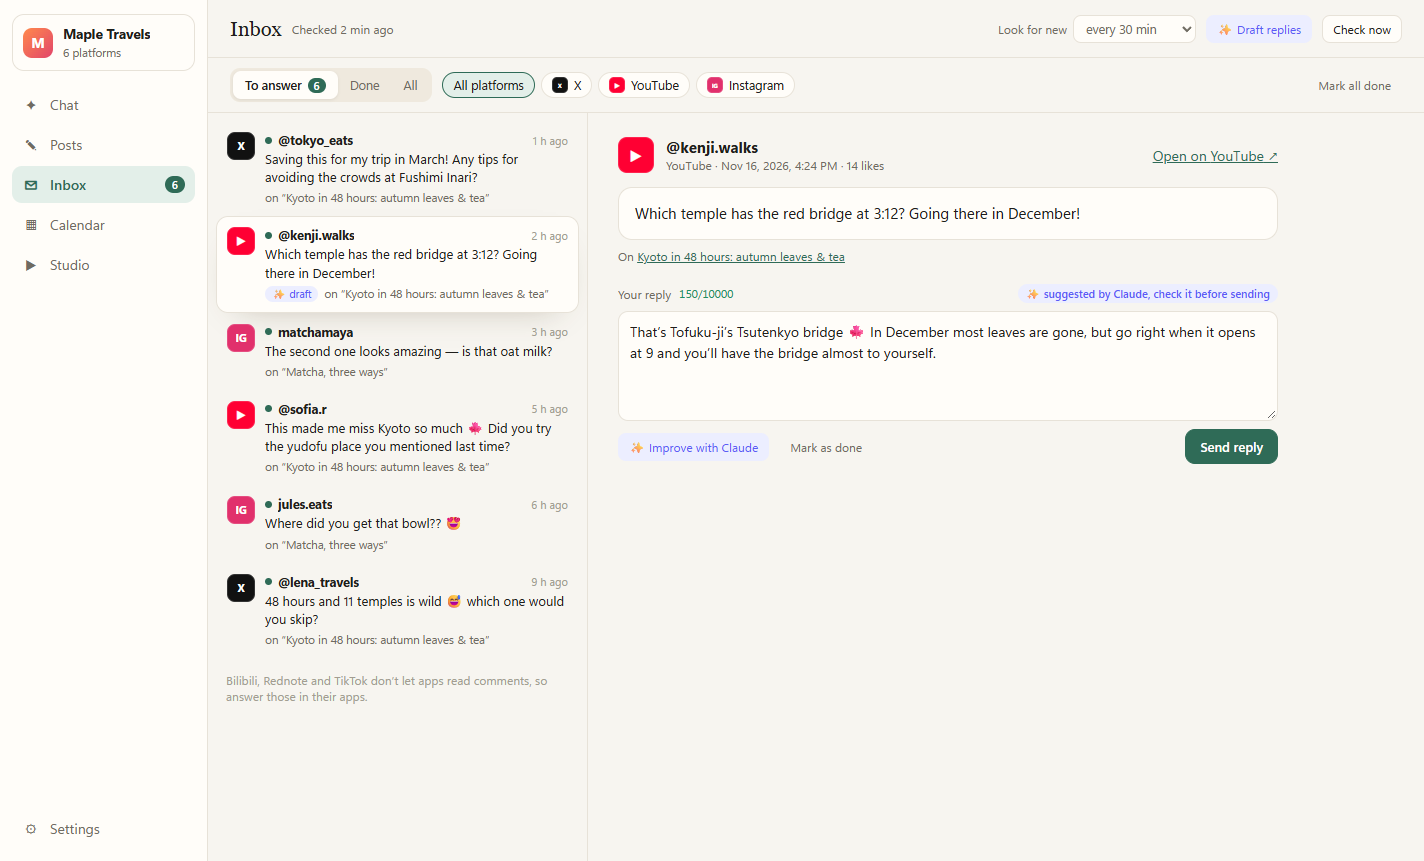 M
Maple Travels
6 platforms
Chat
Posts
Inbox 6
Calendar
Studio
Settings
Inbox Checked 2 min ago
Look for new every 30 min ✨ Draft replies Check now
To answer 6 Done All All platforms X X YouTube IG Instagram
Mark all done
X
@tokyo_eats 1 h ago
Saving this for my trip in March! Any tips for
avoiding the crowds at Fushimi Inari?
on “Kyoto in 48 hours: autumn leaves & tea”
@kenji.walks 2 h ago
Which temple has the red bridge at 3:12? Going
there in December!
✨ draft on “Kyoto in 48 hours: autumn leaves & tea”
IG
matchamaya 3 h ago
The second one looks amazing — is that oat milk?
on “Matcha, three ways”
@sofia.r 5 h ago
This made me miss Kyoto so much 🍁 Did you try
the yudofu place you mentioned last time?
on “Kyoto in 48 hours: autumn leaves & tea”
IG
jules.eats 6 h ago
Where did you get that bowl?? 😍
on “Matcha, three ways”
X
@lena_travels 9 h ago
48 hours and 11 temples is wild 😅 which one would
you skip?
on “Kyoto in 48 hours: autumn leaves & tea”
Bilibili, Rednote and TikTok don’t let apps read comments, so
answer those in their apps.
@kenji.walks
YouTube · Nov 16, 2026, 4:24 PM · 14 likes
Open on YouTube ↗
Which temple has the red bridge at 3:12? Going there in December!
On Kyoto in 48 hours: autumn leaves & tea
Your reply 150/10000 ✨ suggested by Claude, check it before sending
That’s Tofuku-ji’s Tsutenkyo bridge 🍁 In December most leaves are gone, but go right when it opens
at 9 and you’ll have the bridge almost to yourself.
✨ Improve with Claude Mark as done Send reply